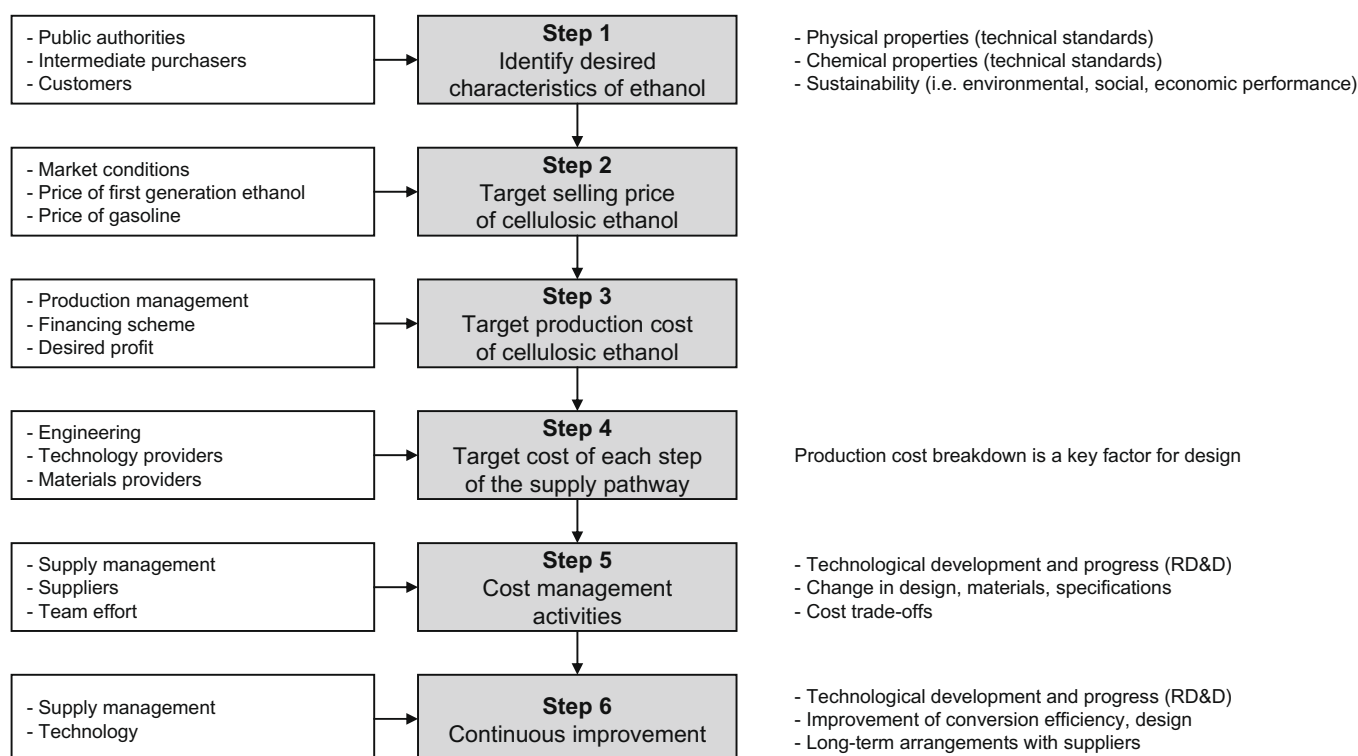 - Public authorities
- Intermediate purchasers
- Customers
Step 1
Identify desired
characteristics of ethanol
- Physical properties (technical standards)
- Chemical properties (technical standards)
- Sustainability (i.e. environmental, social, economic performance)
- Market conditions
- Price of first generation ethanol
- Price of gasoline
Step 2
Target selling price
of cellulosic ethanol
- Production management
- Financing scheme
- Desired profit
Step 3
Target production cost
of cellulosic ethanol
- Engineering
- Technology providers
- Materials providers
Step 4
Target cost of each step
of the supply pathway
Production cost breakdown is a key factor for design
- Supply management
- Suppliers
- Team effort
Step 5
Cost management
activities
- Technological development and progress (RD&D)
- Change in design, materials, specifications
- Cost trade-offs
- Supply management
- Technology
Step 6
Continuous improvement
- Technological development and progress (RD&D)
- Improvement of conversion efficiency, design
- Long-term arrangements with suppliers